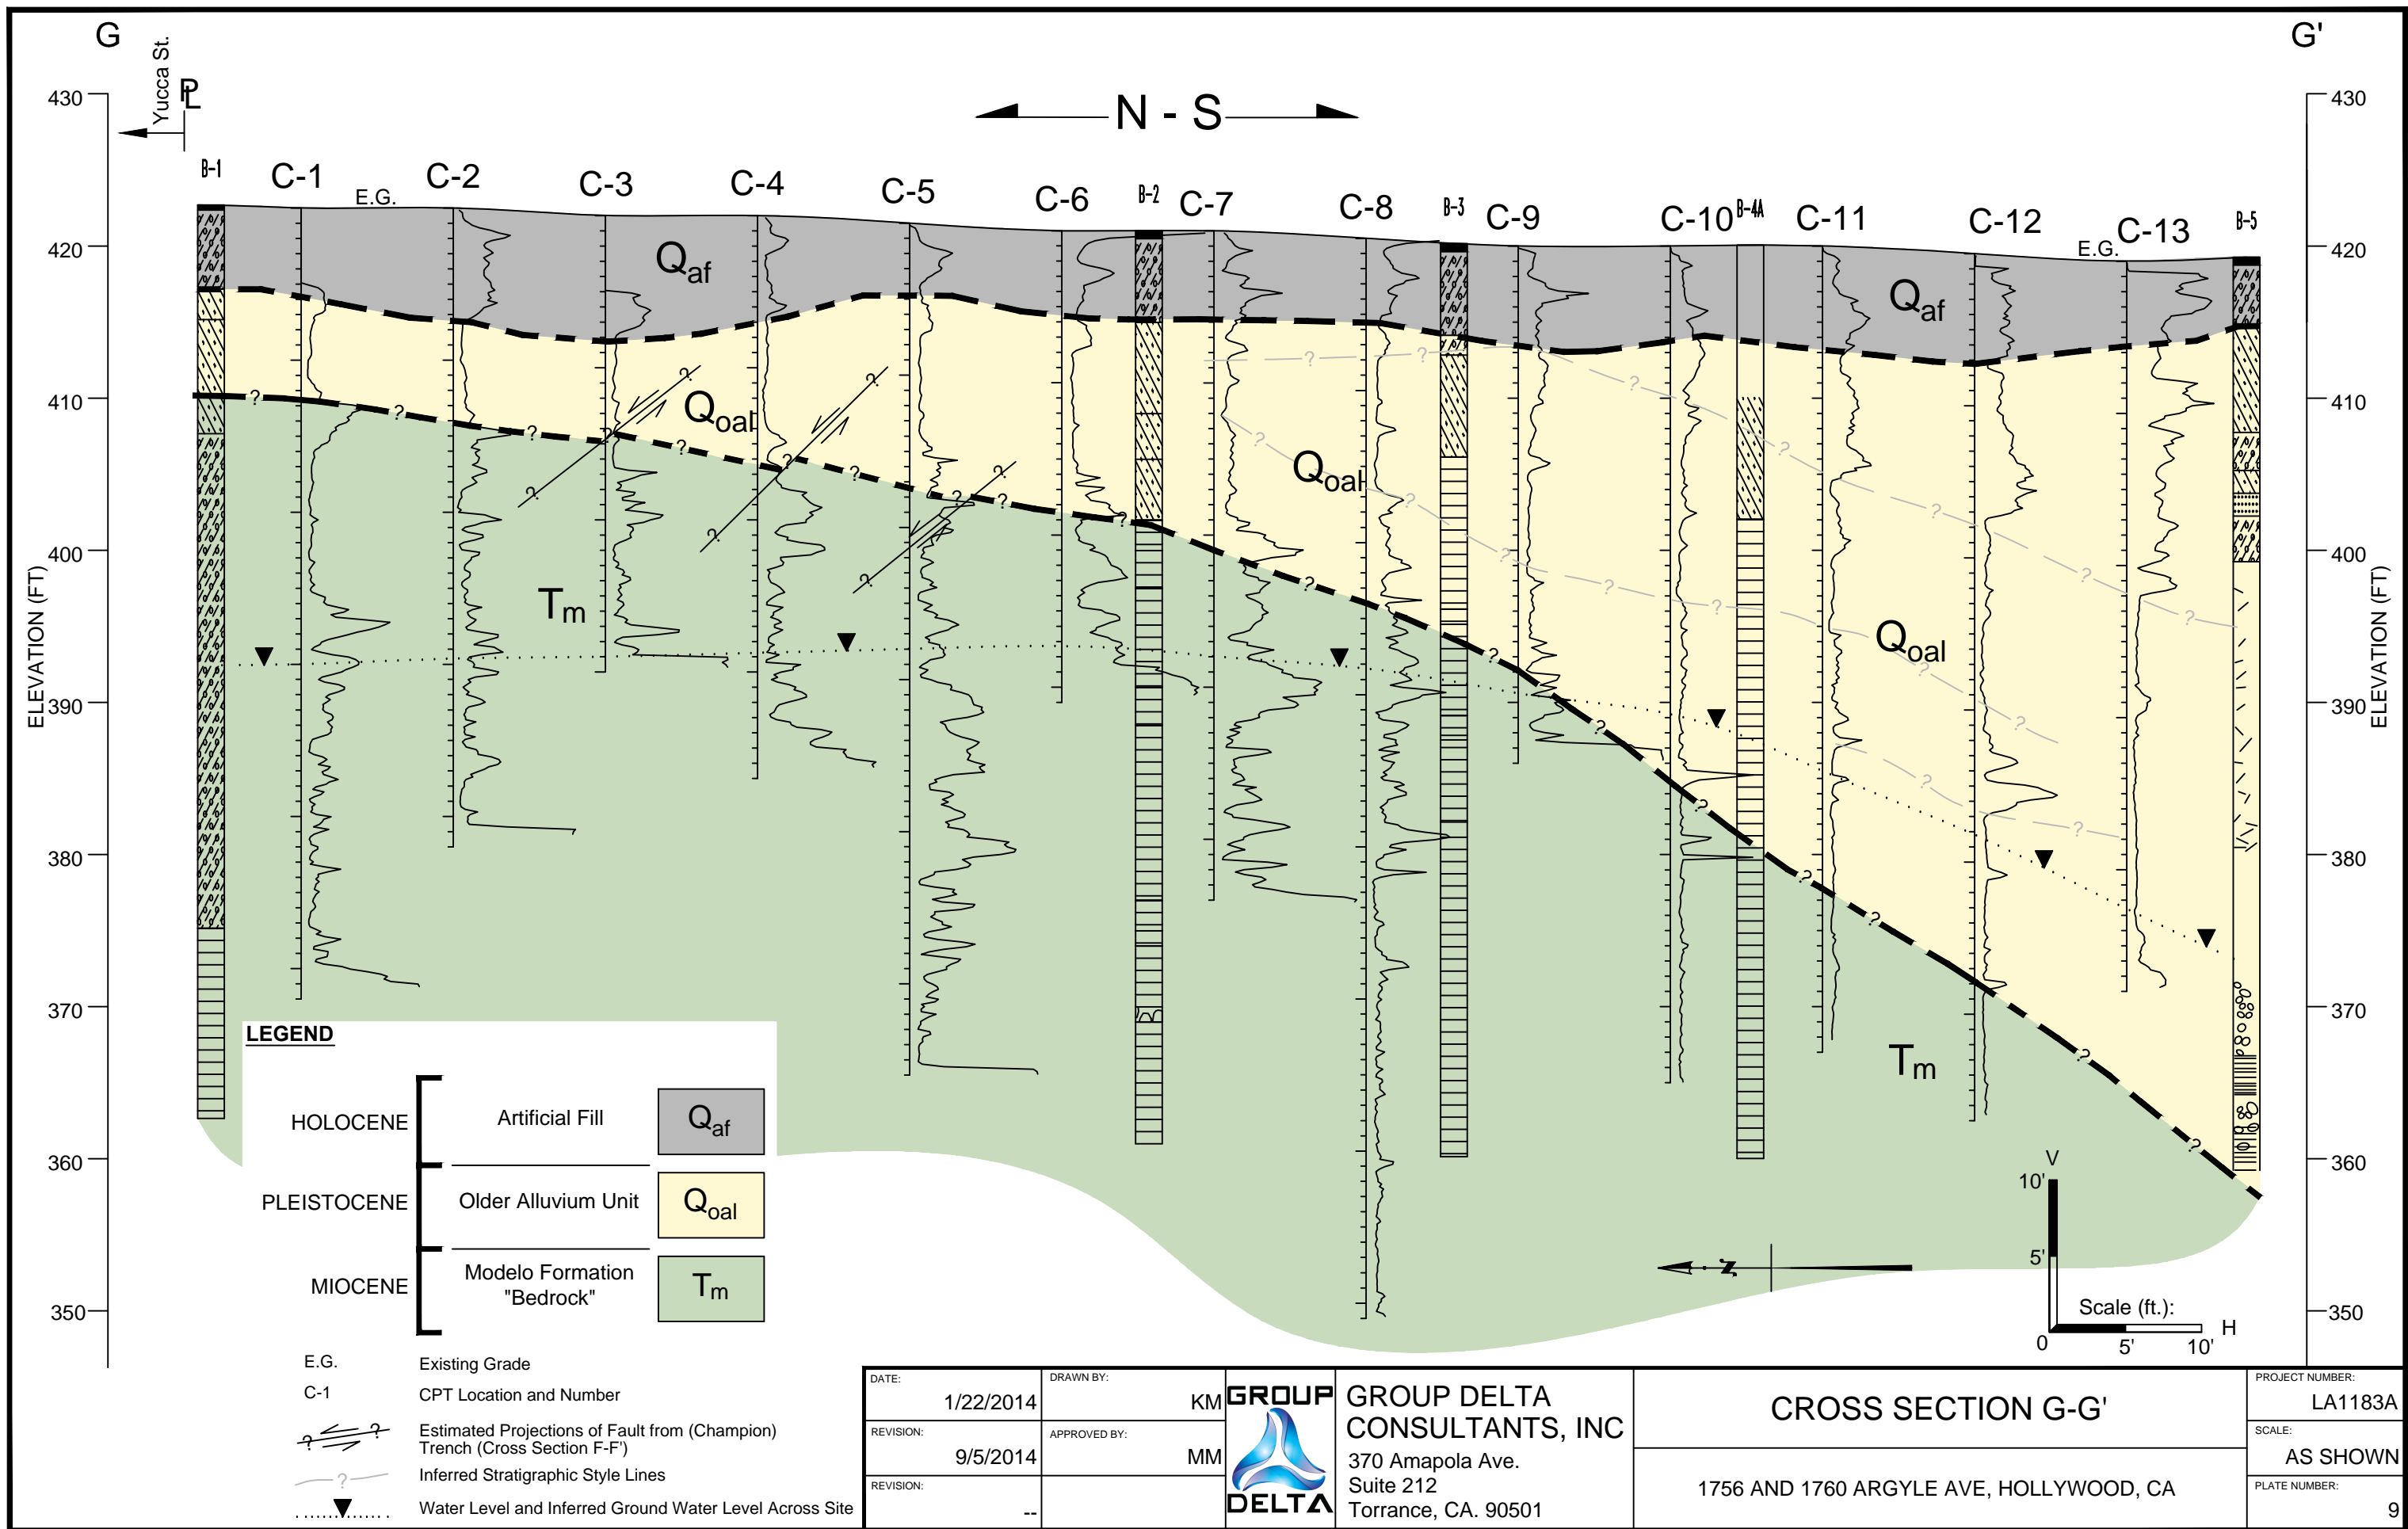 G
G'
Yucca St.
PL
N - S
430
420
410
400
390
380
370
360
350
ELEVATION (FT)
430
420
410
400
390
380
370
360
350
ELEVATION (FT)
B-1
C-1
E.G.
C-2
C-3
C-4
C-5
C-6
B-2
C-7
C-8
B-3
C-9
C-10
B-4A
C-11
C-12
E.G.
C-13
B-5
Qaf
Qaf
Qoal
Qoal
Qoal
Tm
Tm
LEGEND
HOLOCENE
Artificial Fill
Qaf
PLEISTOCENE
Older Alluvium Unit
Qoal
MIOCENE
Modelo Formation
"Bedrock"
Tm
E.G.
Existing Grade
C-1
CPT Location and Number
? ?
Estimated Projections of Fault from (Champion)
Trench (Cross Section F-F')
?
Inferred Stratigraphic Style Lines
Water Level and Inferred Ground Water Level Across Site
N
V
10'
5'
Scale (ft.):
H
0
5'
10'
DATE:
1/22/2014
DRAWN BY:
KM
REVISION:
9/5/2014
APPROVED BY:
MM
REVISION:
--
GROUP
DELTA
GROUP DELTA
CONSULTANTS, INC
370 Amapola Ave.
Suite 212
Torrance, CA. 90501
CROSS SECTION G-G'
1756 AND 1760 ARGYLE AVE, HOLLYWOOD, CA
PROJECT NUMBER:
LA1183A
SCALE:
AS SHOWN
PLATE NUMBER:
9